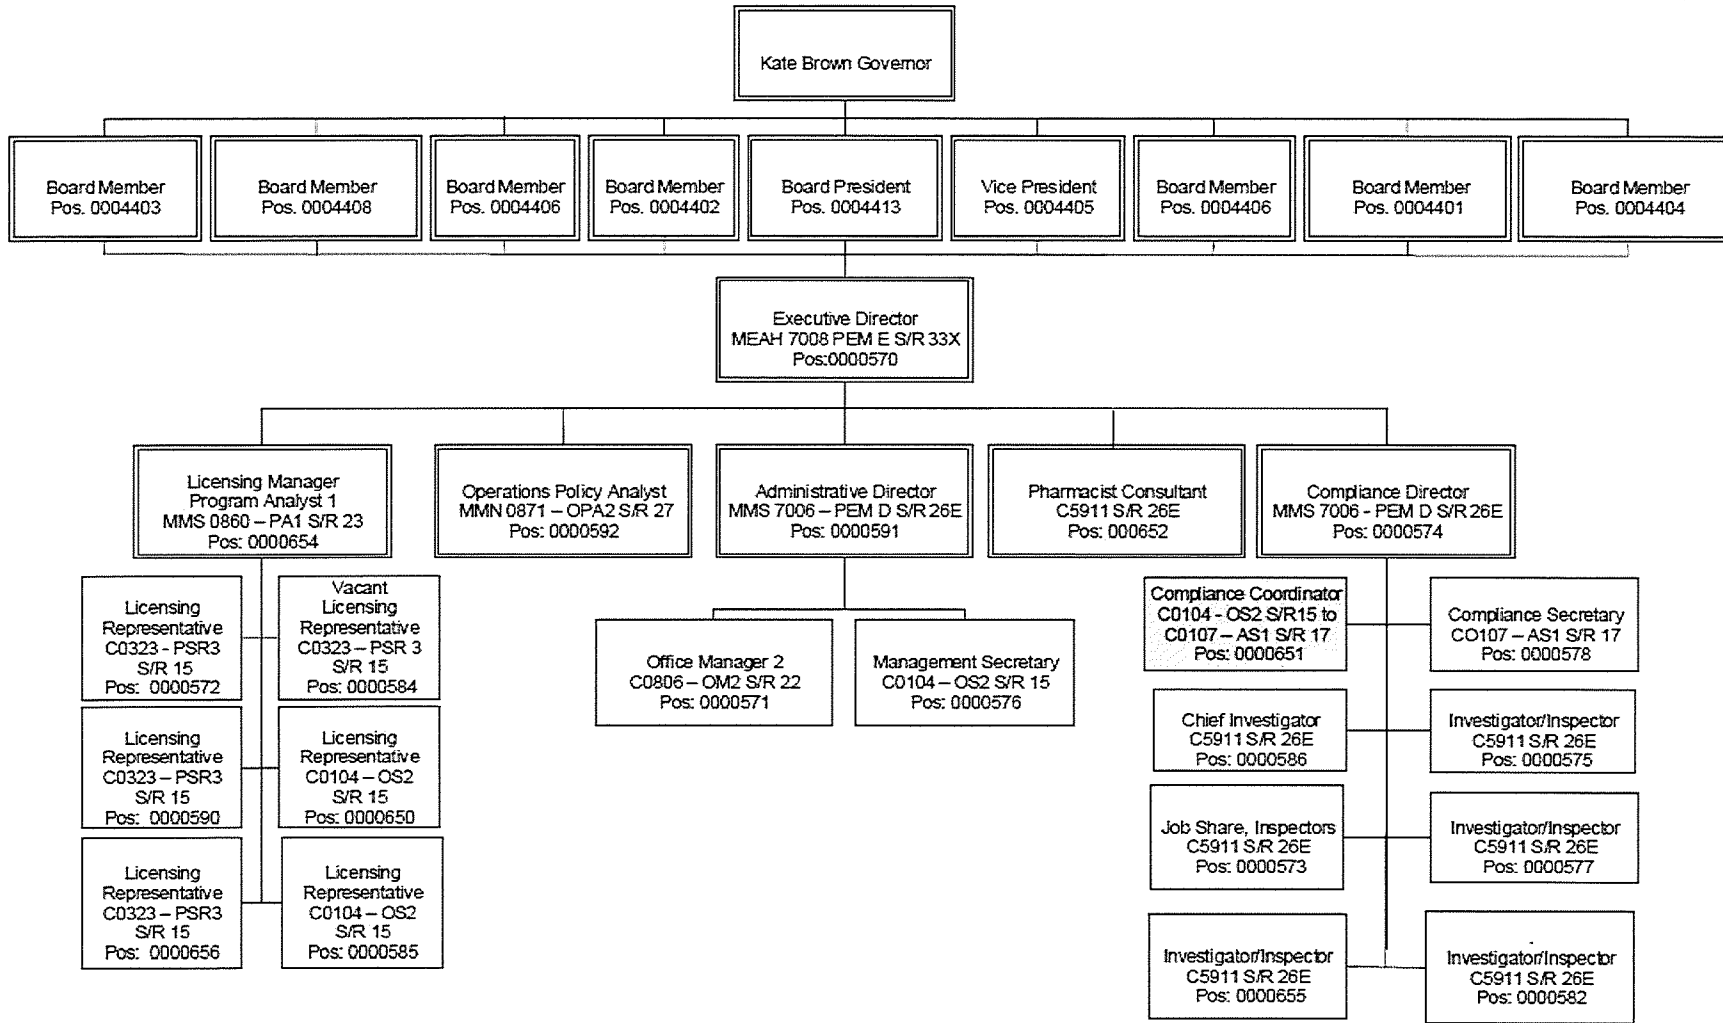 Kate Brown Governor
Board Member
Pos. 0004403
Board Member
Pos. 0004408
Board Member
Pos. 0004406
Board Member
Pos. 0004402
Board President
Pos. 0004413
Vice President
Pos. 0004405
Board Member
Pos. 0004406
Board Member
Pos. 0004401
Board Member
Pos. 0004404
Executive Director
MEAH 7008 PEM E S/R 33X
Pos:0000570
Licensing Manager
Program Analyst 1
MMS 0860 – PA1 S/R 23
Pos: 0000654
Operations Policy Analyst
MMN 0871 – OPA2 S/R 27
Pos: 0000592
Administrative Director
MMS 7006 – PEM D S/R 26E
Pos: 0000591
Pharmacist Consultant
C5911 S/R 26E
Pos: 000652
Compliance Director
MMS 7006 - PEM D S/R 26E
Pos: 0000574
Licensing
Representative
C0323 - PSR3
S/R 15
Pos: 0000572
Vacant
Licensing
Representative
C0323 – PSR 3
S/R 15
Pos: 0000584
Licensing
Representative
C0323 – PSR3
S/R 15
Pos: 0000590
Licensing
Representative
C0104 – OS2
S/R 15
Pos: 0000650
Licensing
Representative
C0323 – PSR3
S/R 15
Pos: 0000656
Licensing
Representative
C0104 – OS2
S/R 15
Pos: 0000585
Office Manager 2
C0806 – OM2 S/R 22
Pos: 0000571
Management Secretary
C0104 – OS2 S/R 15
Pos: 0000576
Compliance Coordinator
C0104 - OS2 S/R15 to
C0107 – AS1 S/R 17
Pos: 0000651
Compliance Secretary
CO107 – AS1 S/R 17
Pos: 0000578
Chief Investigator
C5911 S/R 26E
Pos: 0000586
Investigator/Inspector
C5911 S/R 26E
Pos: 0000575
Job Share, Inspectors
C5911 S/R 26E
Pos: 0000573
Investigator/Inspector
C5911 S/R 26E
Pos: 0000577
Investigator/Inspector
C5911 S/R 26E
Pos: 0000655
Investigator/Inspector
C5911 S/R 26E
Pos: 0000582